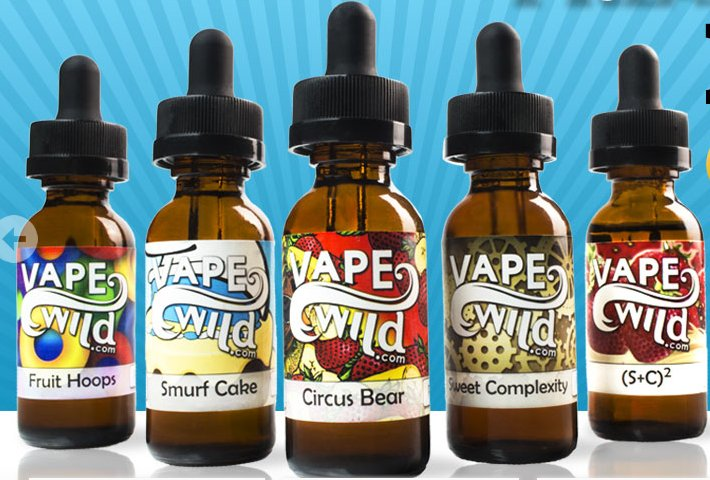 VAPE
wild
.com
Fruit Hoops
VAPE
wild
.com
Smurf Cake
VAPE
wild
.com
Circus Bear
VAPE
wild
.com
Sweet Complexity
VAPE
wild
.com
(S+C)²